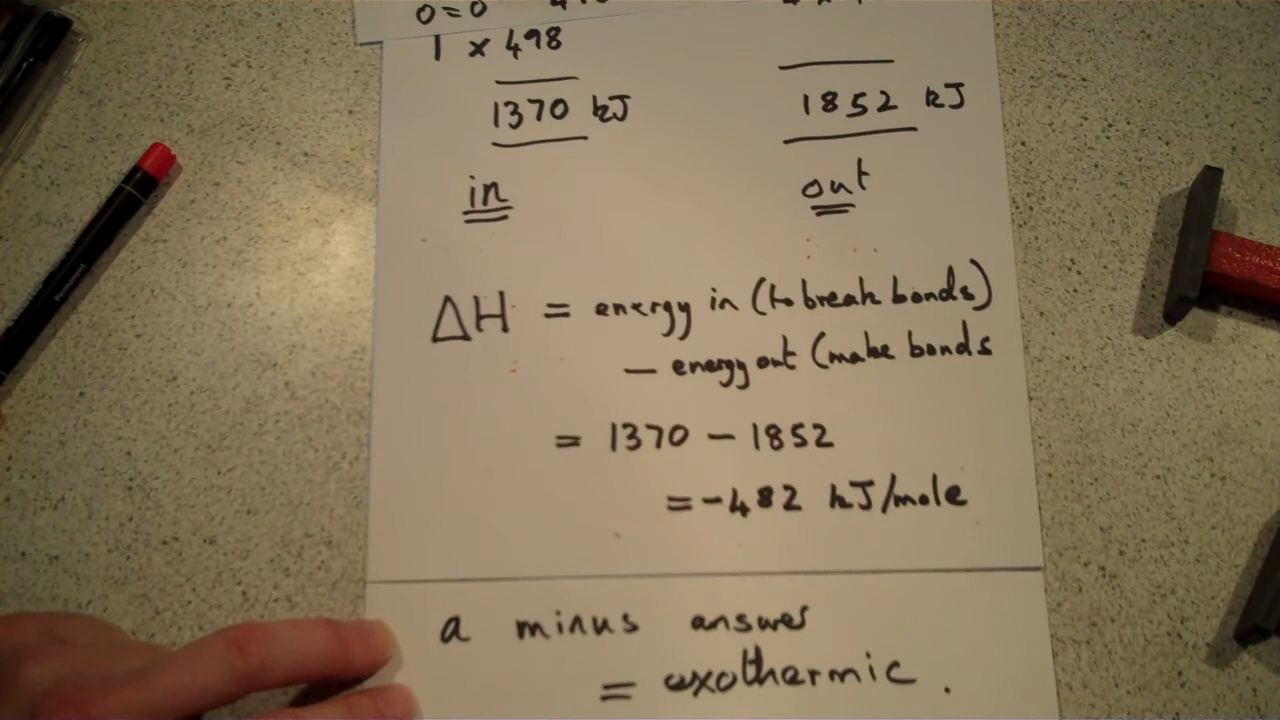 O=O
1 x 498
1370 kJ 1852 kJ
in out
ΔH = energy in (to break bonds)
— energy out (make bonds
= 1370 - 1852
= -482 kJ/mole
a minus answer
= exothermic.
Permanent